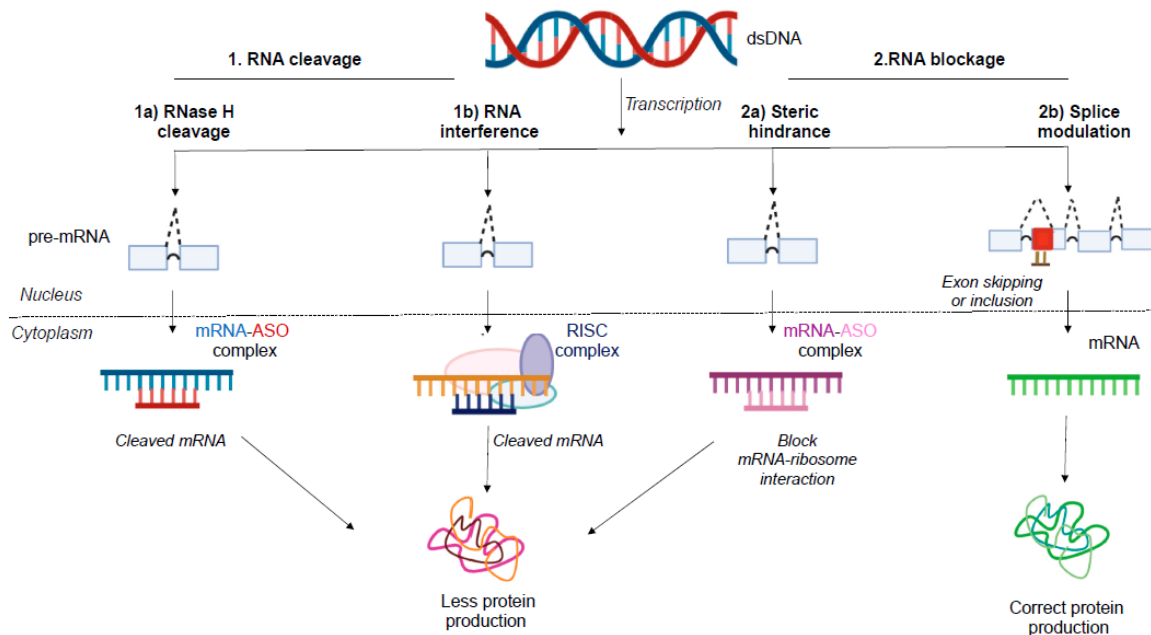 dsDNA
1. RNA cleavage
2.RNA blockage
Transcription
1a) RNase H
cleavage
1b) RNA
interference
2a) Steric
hindrance
2b) Splice
modulation
pre-mRNA
Exon skipping
or inclusion
Nucleus
Cytoplasm
mRNA-ASO
complex
RISC
complex
mRNA-ASO
complex
mRNA
Cleaved mRNA
Cleaved mRNA
Block
mRNA-ribosome
interaction
Less protein
production
Correct protein
production